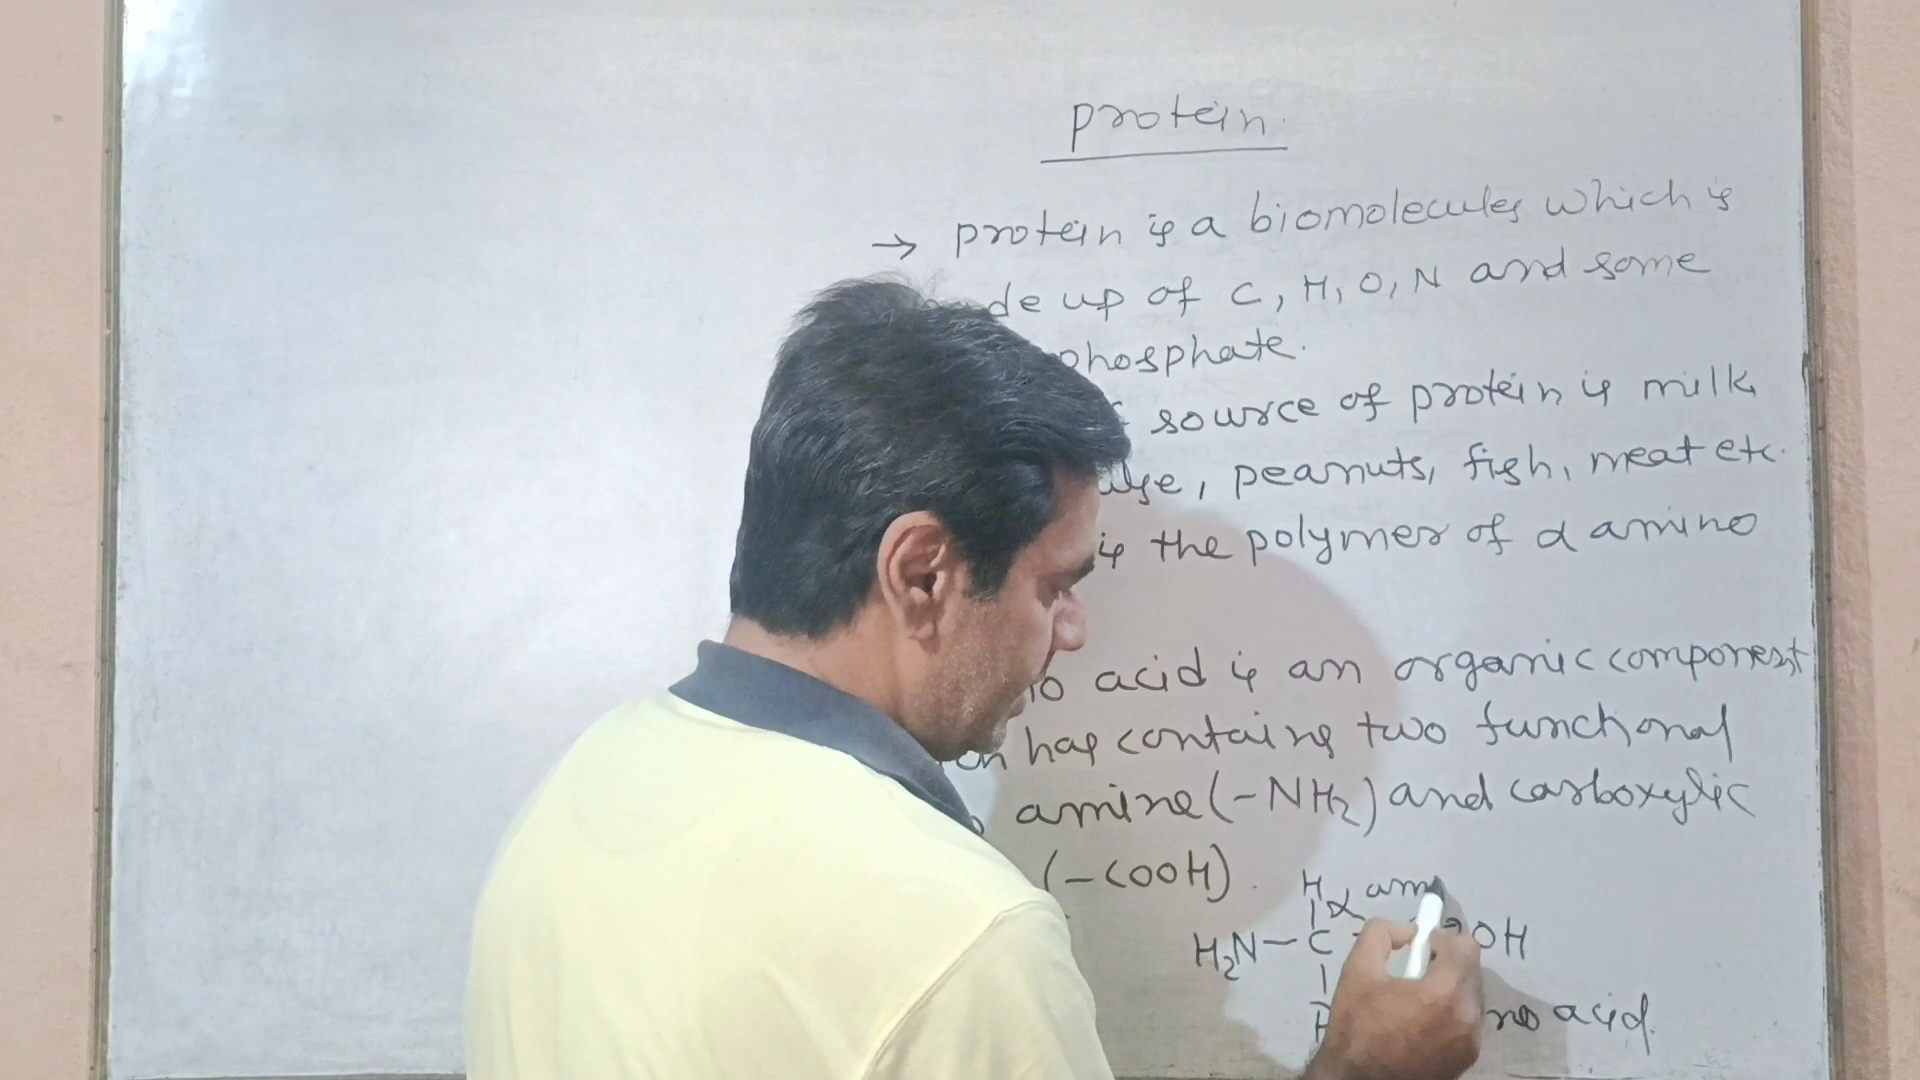 protein.
→ protein is a biomolecules which is
de up of C, H, O, N and some
phosphate.
source of protein is milk
, peanuts, fish, meat etc.
is the polymer of α amino
acid is an organic component
has contains two functional
amine (-NH2) and carboxylic
(-COOH).
H α am
H2N-C OH
no acid.